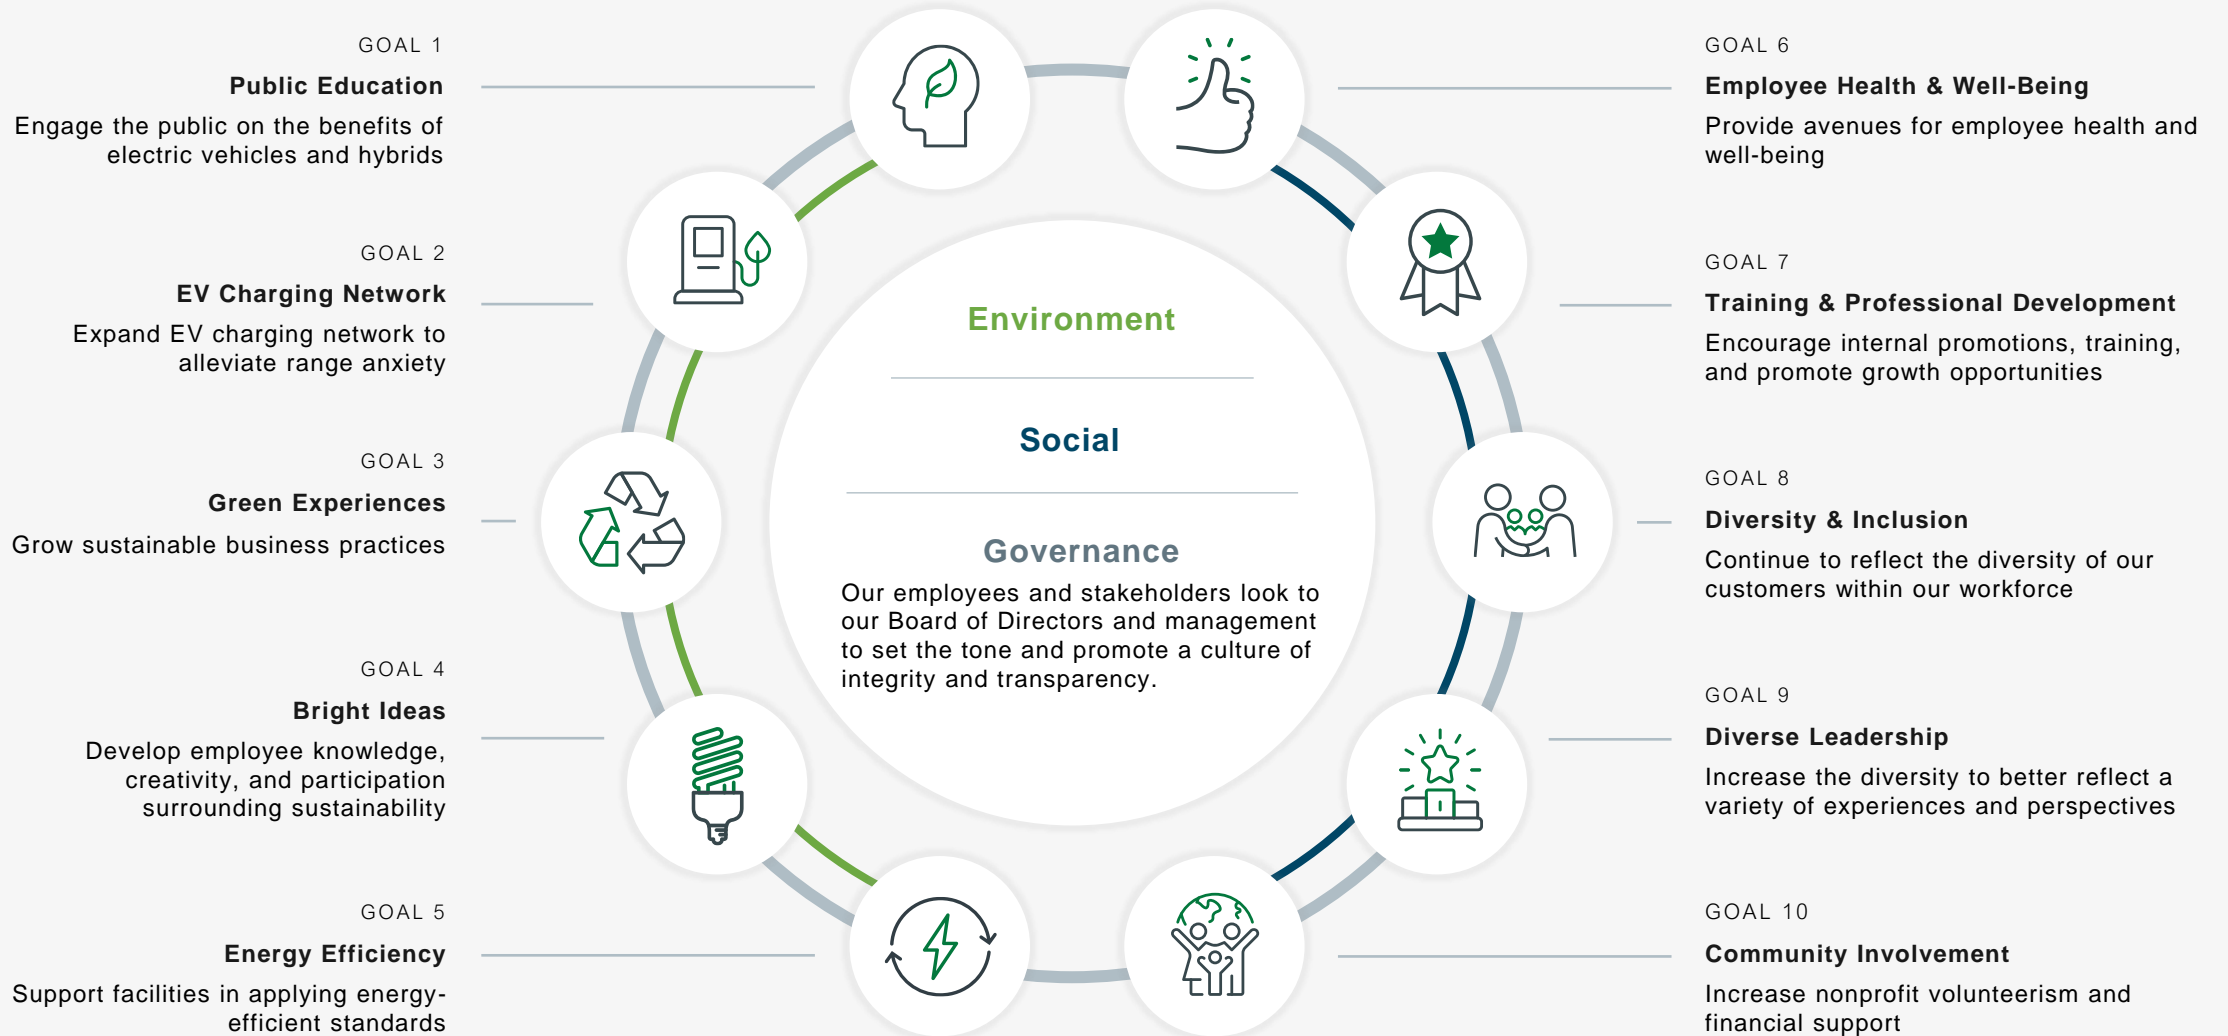 GOAL 1
Public Education
Engage the public on the benefits of
electric vehicles and hybrids
GOAL 2
EV Charging Network
Expand EV charging network to
alleviate range anxiety
GOAL 3
Green Experiences
Grow sustainable business practices
GOAL 4
Bright Ideas
Develop employee knowledge,
creativity, and participation
surrounding sustainability
GOAL 5
Energy Efficiency
Support facilities in applying energy-
efficient standards
Environment
Social
Governance
Our employees and stakeholders look to
our Board of Directors and management
to set the tone and promote a culture of
integrity and transparency.
GOAL 6
Employee Health & Well-Being
Provide avenues for employee health and
well-being
GOAL 7
Training & Professional Development
Encourage internal promotions, training,
and promote growth opportunities
GOAL 8
Diversity & Inclusion
Continue to reflect the diversity of our
customers within our workforce
GOAL 9
Diverse Leadership
Increase the diversity to better reflect a
variety of experiences and perspectives
GOAL 10
Community Involvement
Increase nonprofit volunteerism and
financial support